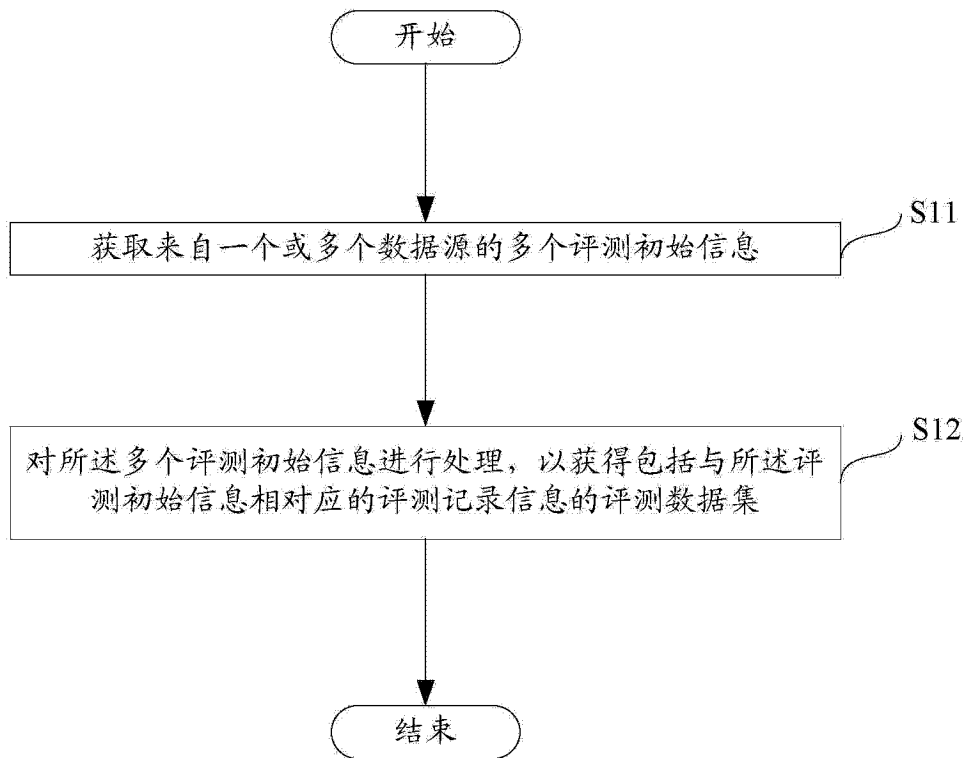 开始
S11
获取来自一个或多个数据源的多个评测初始信息
S12
对所述多个评测初始信息进行处理，以获得包括与所述评
测初始信息相对应的评测记录信息的评测数据集
结束